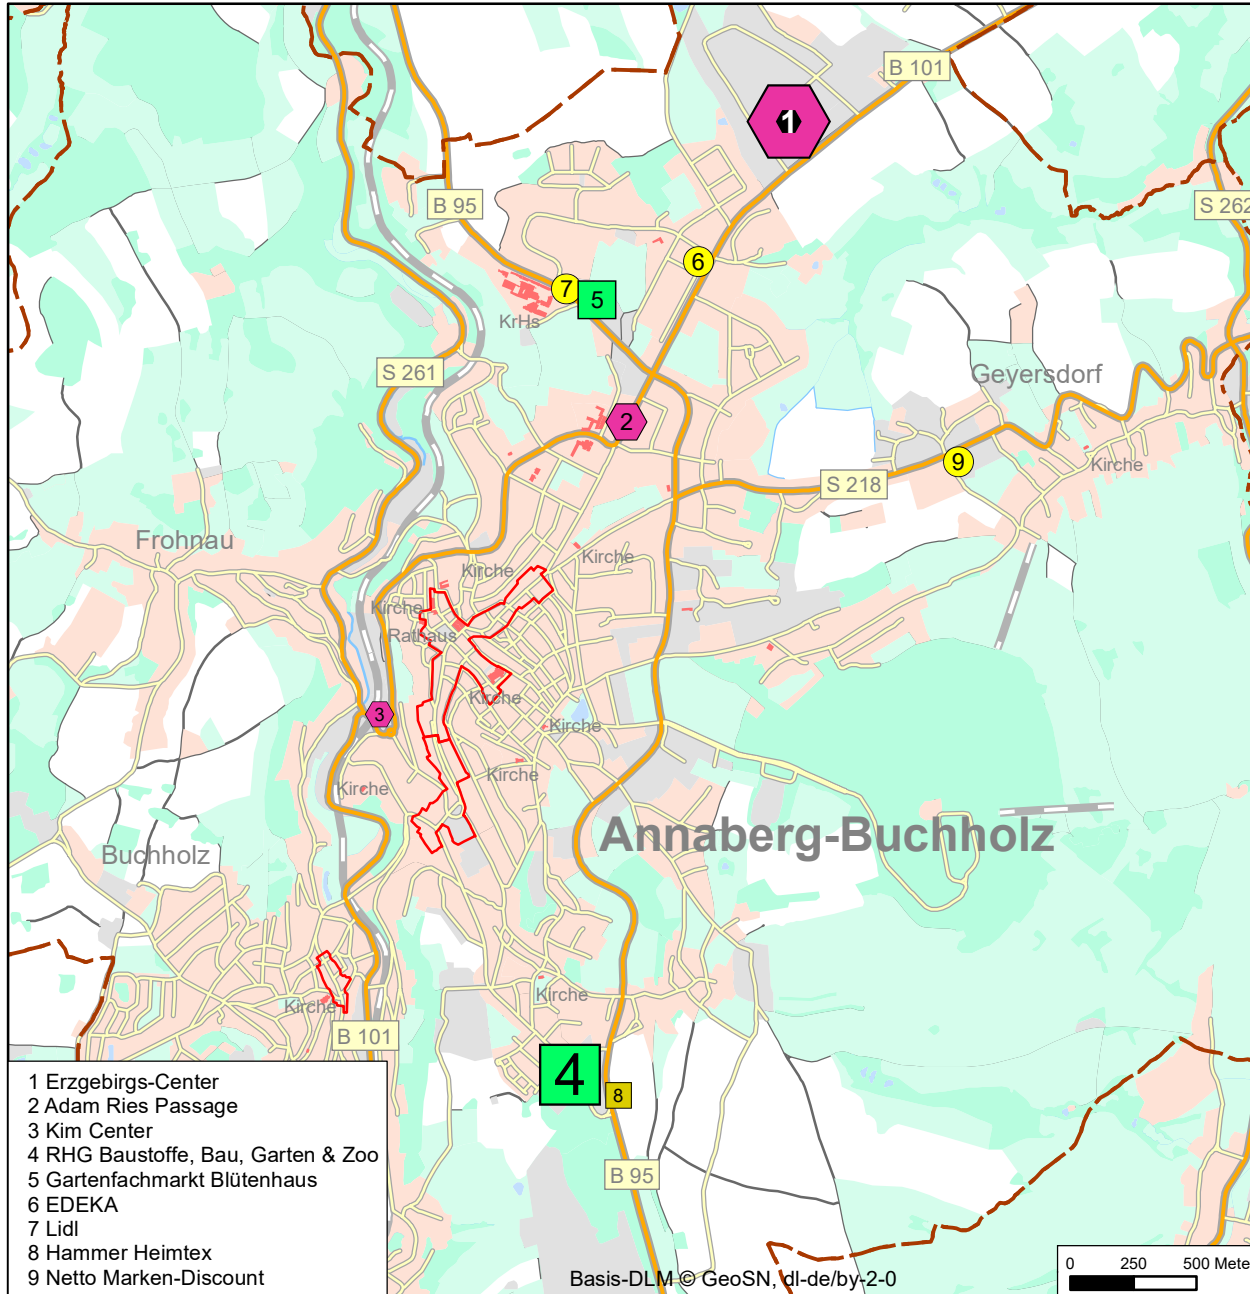 B 101
1
B 95
S 262
6
7
5
KrHs
S 261
Geyersdorf
2
9
Kirche
S 218
Frohnau
Kirche
Kirche
Kirche
Rathaus
Kirche
3
Kirche
Kirche
Kirche
Annaberg-Buchholz
Buchholz
Kirche
Kirche
B 101
4
8
B 95
1 Erzgebirgs-Center
2 Adam Ries Passage
3 Kim Center
4 RHG Baustoffe, Bau, Garten & Zoo
5 Gartenfachmarkt Blütenhaus
6 EDEKA
7 Lidl
8 Hammer Heimtex
9 Netto Marken-Discount
Basis-DLM © GeoSN, dl-de/by-2-0
0 250 500 Mete